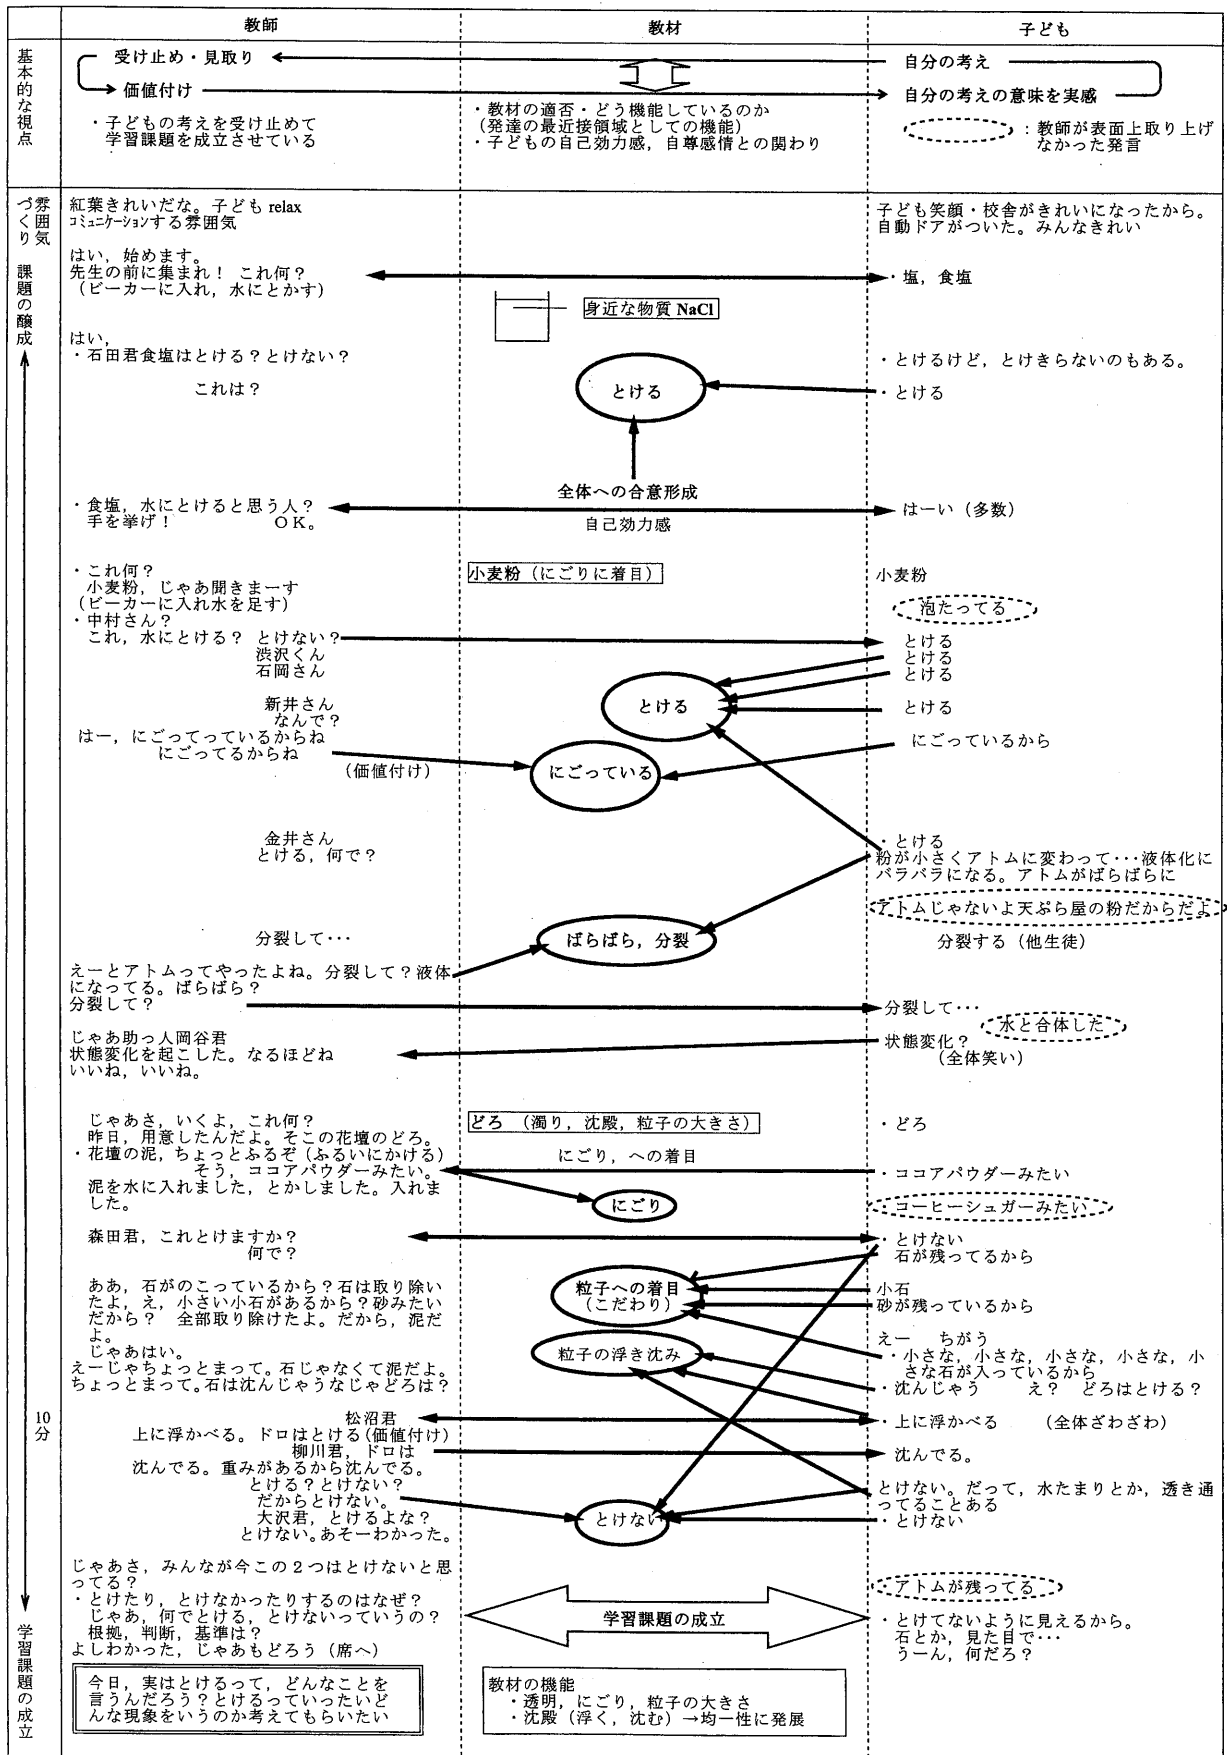 教師
教材
子ども
基本的な視点
受け止め・見取り
価値付け
・子どもの考えを受け止めて
学習課題を成立させている
・教材の適否・どう機能しているのか
(発達の最近接領域としての機能)
・子どもの自己効力感,自尊感情との関わり
自分の考え
自分の考えの意味を実感
:教師が表面上取り上げ
なかった発言
雰囲気
づくり
課題の醸成
紅葉きれいだな。子ども relax
コミュニケーションする雰囲気
子ども笑顔・校舎がきれいになったから。
自動ドアがついた。みんなきれい
はい,始めます。
先生の前に集まれ! これ何?
(ビーカーに入れ,水にとかす)
・塩,食塩
身近な物質 NaCl
はい,
・石田君食塩はとける?とけない?
・とけるけど,とけきらないのもある。
これは?
とける
・とける
全体への合意形成
・食塩,水にとけると思う人?
手を挙げ! OK。
自己効力感
はーい(多数)
・これ何?
小麦粉,じゃあ聞きまーす
(ビーカーに入れ水を足す)
小麦粉(にごりに着目)
小麦粉
泡たってる
・中村さん?
これ,水にとける? とけない?
渋沢くん
石岡さん
とける
とける
とける
新井さん
なんで?
とける
とける
はー,にごってっているからね
にごってるからね
(価値付け)
にごっている
にごっているから
金井さん
とける,何で?
・とける
粉が小さくアトムに変わって・・・液体化に
バラバラになる。アトムがばらばらに
アトムじゃないよ天ぷら屋の粉だからだよ
分裂して・・・
ばらばら,分裂
分裂する(他生徒)
えーとアトムってやったよね。分裂して?液体
になってる。ばらばら?
分裂して?
分裂して・・・
水と合体した
じゃあ助っ人岡谷君
状態変化を起こした。なるほどね
いいね,いいね。
状態変化?
(全体笑い)
じゃあさ,いくよ,これ何?
昨日,用意したんだよ。そこの花壇のどろ。
・花壇の泥,ちょっとふるぞ(ふるいにかける)
そう,ココアパウダーみたい。
泥を水に入れました,とかしました。入れま
した。
どろ (濁り,沈殿,粒子の大きさ)
にごり,への着目
にごり
・どろ
・ココアパウダーみたい
・コーヒーシュガーみたい
森田君,これとけますか?
何で?
・とけない
石が残ってるから
ああ,石がのこっているから?石は取り除い
たよ,え,小さい小石があるから?砂みたい
だから? 全部取り除けたよ。だから,泥だ
よ。
じゃあはい。
えーじゃちょっとまって。石じゃなくて泥だよ。
ちょっとまって。石は沈んじゃうなじゃどろは?
粒子への着目
(こだわり)
粒子の浮き沈み
小石
砂が残っているから
えー ちがう
・小さな,小さな,小さな,小さな,小
さな石が入っているから
・沈んじゃう え? どろはとける?
10
分
松沼君
上に浮かべる。ドロはとける(価値付け)
柳川君,ドロは
沈んでる。重みがあるから沈んでる。
とける?とけない?
だからとけない。
大沢君,とけるよな?
とけない。あそーわかった。
とけない
・上に浮かべる (全体ざわざわ)
沈んでる。
とけない。だって,水たまりとか,透き通
ってることある
・とけない
じゃあさ,みんなが今この2つはとけないと思
ってる?
・とけたり,とけなかったりするのはなぜ?
じゃあ,何でとける,とけないっていうの?
根拠,判断,基準は?
よしわかった,じゃあもどろう(席へ)
学習課題の成立
・アトムが残ってる
・とけてないように見えるから。
石とか,見た目で・・・
うーん,何だろ?
学習課題の成立
今日,実はとけるって,どんなことを
言うんだろう?とけるっていったいど
んな現象をいうのか考えてもらいたい
教材の機能
・透明,にごり,粒子の大きさ
・沈殿(浮く,沈む)→均一性に発展